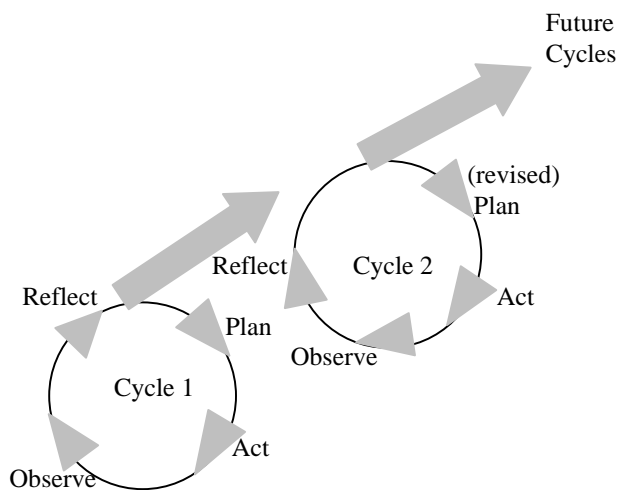 Future
Cycles
(revised)
Plan
Cycle 2
Reflect
Act
Observe
Reflect
Plan
Cycle 1
Act
Observe